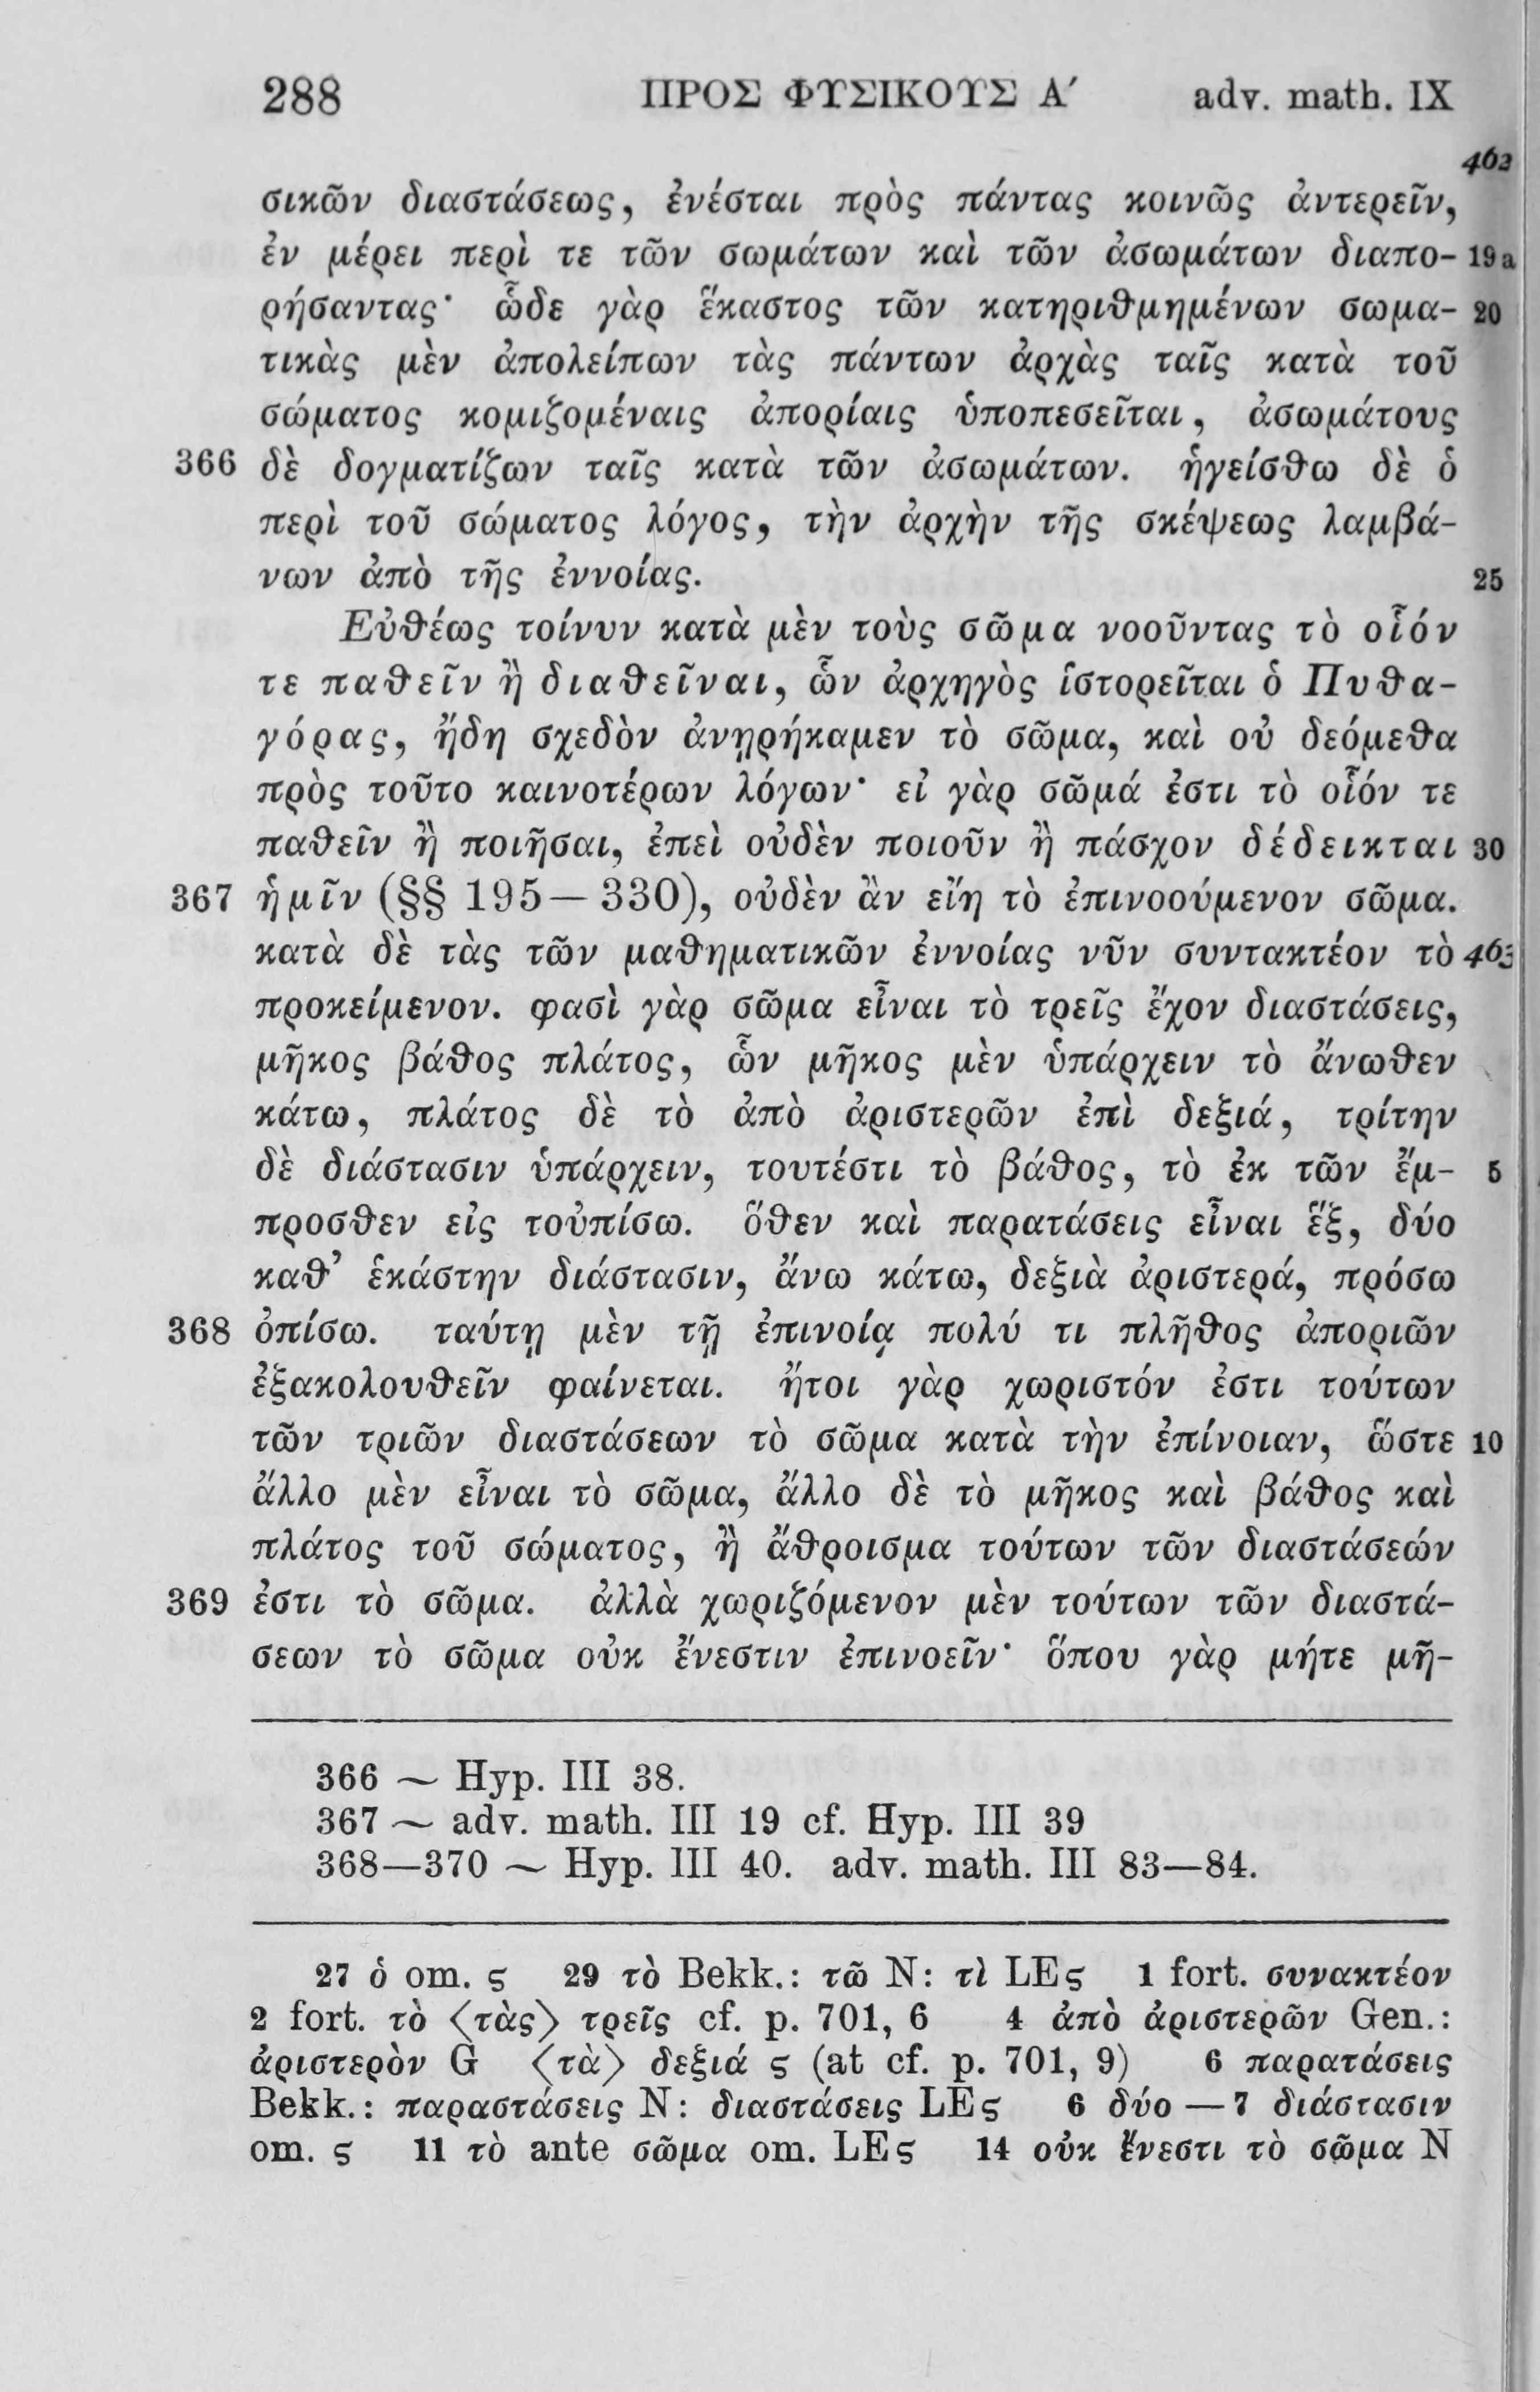 288 ΠΡΟΣ ΦΥΣΙΚΟΥΣ Α′ adv. math. IX
462
σικῶν διαστάσεως, ἐνέσται πρὸς πάντας κοινῶς ἀντερεῖν,
ἐν μέρει περὶ τε τῶν σωμάτων καὶ τῶν ἀσωμάτων διαπο- 19a
ρήσαντας· ὧδε γὰρ ἕκαστος τῶν κατηριθμημένων σωμα- 20
τικὰς μὲν ἀπολείπων τὰς πάντων ἀρχὰς ταῖς κατὰ τοῦ
σώματος κομιζομέναις ἀπορίαις ὑποπεσεῖται, ἀσωμάτους
366 δὲ δογματίζων ταῖς κατὰ τῶν ἀσωμάτων. ἡγείσθω δὲ ὁ
περὶ τοῦ σώματος λόγος, τὴν ἀρχὴν τῆς σκέψεως λαμβά-
νων ἀπὸ τῆς ἐννοίας. 25
Εὐθέως τοίνυν κατὰ μὲν τοὺς σῶμα νοοῦντας τὸ οἷόν
τε παθεῖν ἢ διαθεῖναι, ὧν ἀρχηγὸς ἱστορεῖται ὁ Πυθα-
γόρας, ἤδη σχεδὸν ἀνῃρήκαμεν τὸ σῶμα, καὶ οὐ δεόμεθα
πρὸς τοῦτο καινοτέρων λόγων· εἰ γὰρ σῶμά ἐστι τὸ οἷόν τε
παθεῖν ἢ ποιῆσαι, ἐπεὶ οὐδὲν ποιοῦν ἢ πάσχον δέδεικται 30
367 ἡμῖν (§§ 195—330), οὐδὲν ἂν εἴη τὸ ἐπινοούμενον σῶμα.
κατὰ δὲ τὰς τῶν μαθηματικῶν ἐννοίας νῦν συντακτέον τὸ 463
προκείμενον. φασὶ γὰρ σῶμα εἶναι τὸ τρεῖς ἔχον διαστάσεις,
μῆκος βάθος πλάτος, ὧν μῆκος μὲν ὑπάρχειν τὸ ἄνωθεν
κάτω, πλάτος δὲ τὸ ἀπὸ ἀριστερῶν ἐπὶ δεξιά, τρίτην
δὲ διάστασιν ὑπάρχειν, τουτέστι τὸ βάθος, τὸ ἐκ τῶν ἔμ- 5
προσθεν εἰς τοὐπίσω. ὅθεν καὶ παρατάσεις εἶναι ἕξ, δύο
καθ’ ἑκάστην διάστασιν, ἄνω κάτω, δεξιὰ ἀριστερά, πρόσω
368 ὀπίσω. ταύτῃ μὲν τῇ ἐπινοίᾳ πολύ τι πλῆθος ἀποριῶν
ἐξακολουθεῖν φαίνεται. ἤτοι γὰρ χωριστόν ἐστι τούτων
τῶν τριῶν διαστάσεων τὸ σῶμα κατὰ τὴν ἐπίνοιαν, ὥστε 10
ἄλλο μὲν εἶναι τὸ σῶμα, ἄλλο δὲ τὸ μῆκος καὶ βάθος καὶ
πλάτος τοῦ σώματος, ἢ ἄθροισμα τούτων τῶν διαστάσεών
369 ἐστι τὸ σῶμα. ἀλλὰ χωριζόμενον μὲν τούτων τῶν διαστά-
σεων τὸ σῶμα οὐκ ἔνεστιν ἐπινοεῖν· ὅπου γὰρ μήτε μῆ-
366 ∼ Hyp. III 38.
367 ∼ adv. math. III 19 cf. Hyp. III 39
368—370 ∼ Hyp. III 40. adv. math. III 83—84.
27 ὁ om. ς 29 τὸ Bekk.: τῶ N: τὶ LEς 1 fort. συνακτέον
2 fort. τὸ ⟨τὰς⟩ τρεῖς cf. p. 701, 6 4 ἀπὸ ἀριστερῶν Gen.:
ἀριστερὸν G ⟨τὰ⟩ δεξιά ς (at cf. p. 701, 9) 6 παρατάσεις
Bekk.: παραστάσεις N: διαστάσεις LEς 6 δύο — 7 διάστασιν
om. ς 11 τὸ ante σῶμα om. LEς 14 οὐκ ἔνεστι τὸ σῶμα N